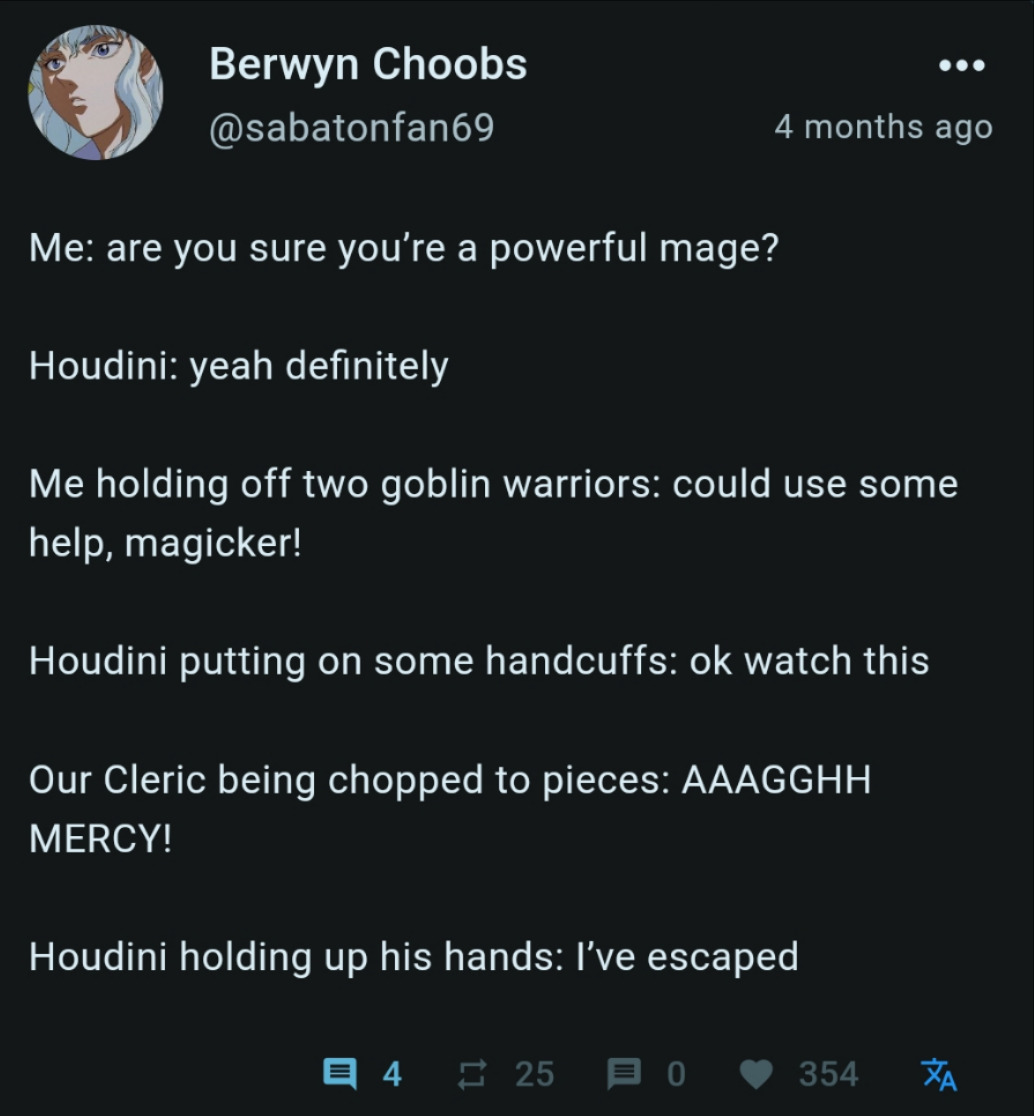 Berwyn Choobs
@sabatonfan69
4 months ago
Me: are you sure you’re a powerful mage?
Houdini: yeah definitely
Me holding off two goblin warriors: could use some
help, magicker!
Houdini putting on some handcuffs: ok watch this
Our Cleric being chopped to pieces: AAAGGHH
MERCY!
Houdini holding up his hands: I’ve escaped
4 25 0 354